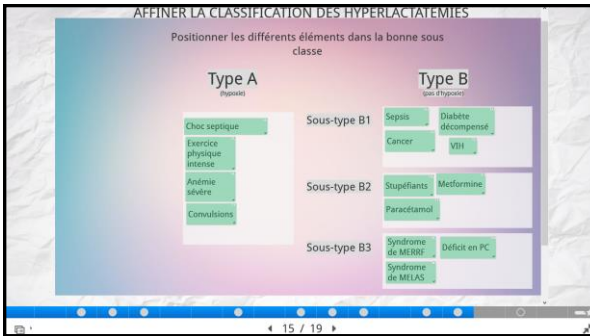 AFFINER LA CLASSIFICATION DES HYPERLACTATEMIES
Positionner les différents éléments dans la bonne sous
classe
Type A
(hypoxie)
Type B
(pas d'hypoxie)
Choc septique
Exercice
physique
intense
Anémie
sévère
Convulsions
Sous-type B1
Sepsis
Diabète
décompensé
Cancer
VIH
Sous-type B2
Stupéfiants
Metformine
Paracétamol
Sous-type B3
Syndrome
de MERRF
Déficit en PC
Syndrome
de MELAS
15 / 19